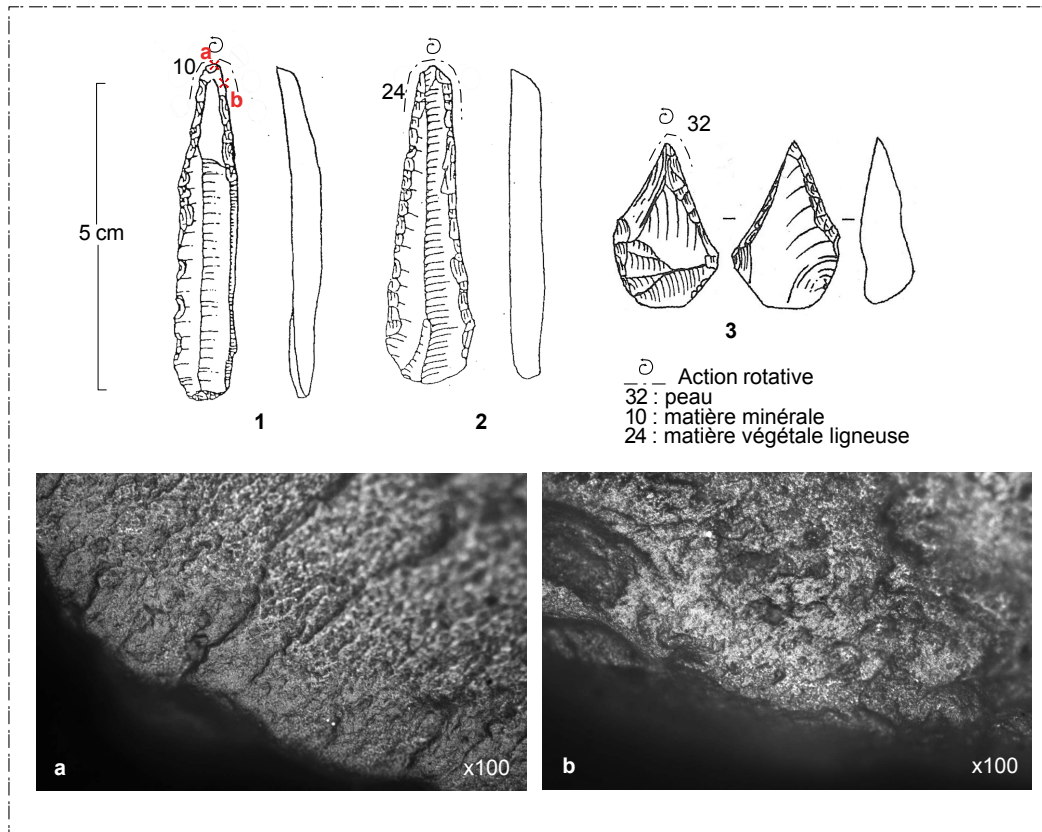 a
10
b
24
32
5 cm
1
2
3
Action rotative
32 : peau
10 : matière minérale
24 : matière végétale ligneuse
a
x100
b
x100